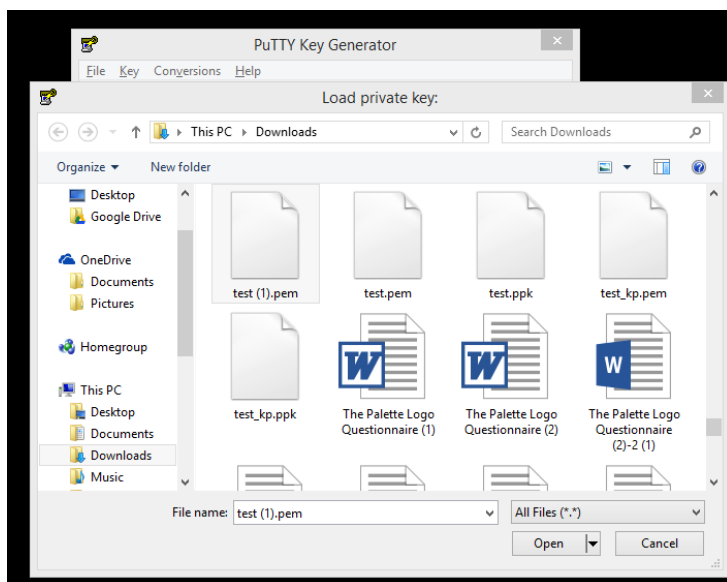 PuTTY Key Generator
File Key Conversions Help
Load private key:
This PC Downloads
Search Downloads
Organize
New folder
Desktop
Google Drive
OneDrive
Documents
Pictures
Homegroup
This PC
Desktop
Documents
Downloads
Music
test (1).pem
test.pem
test.ppk
test_kp.pem
test_kp.ppk
The Palette Logo
Questionnaire (1)
The Palette Logo
Questionnaire (2)
The Palette Logo
Questionnaire
(2)-2 (1)
File name: test (1).pem
All Files (*.*)
Open
Cancel